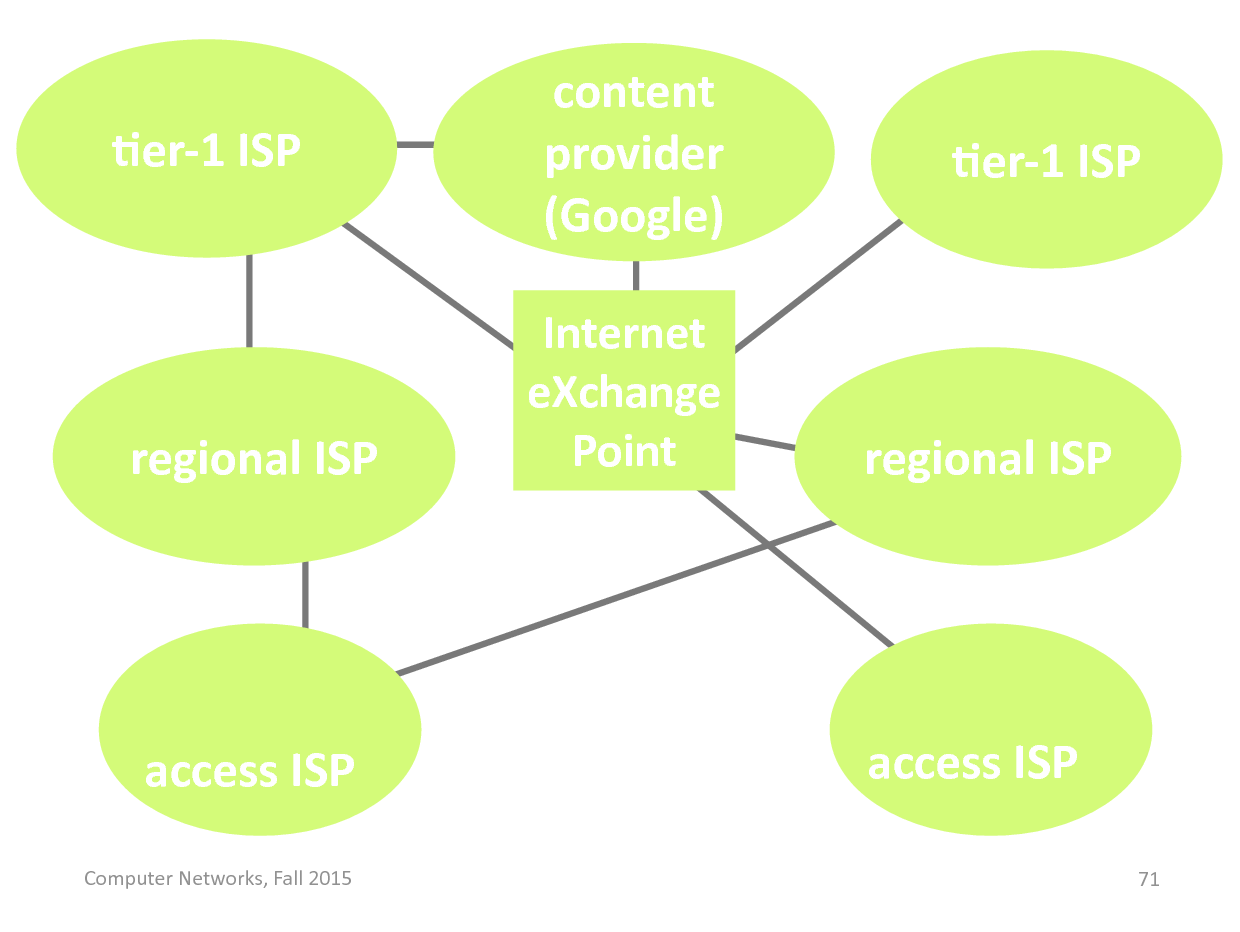 tier-1 ISP
content
provider
(Google)
tier-1 ISP
Internet
eXchange
Point
regional ISP
regional ISP
access ISP
access ISP
Computer Networks, Fall 2015
71